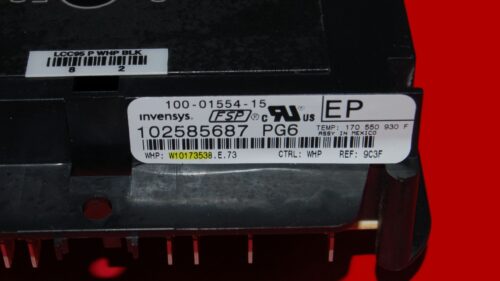 LCC95 P WHP BLK
8 2
100-01554-15
invensys FSP® c RU US EP
102585687 PG6
TEMP: 170 550 930 F
ASSY IN MEXICO
WHP: W10173538.E.73 CTRL: WHP REF: 9C3F